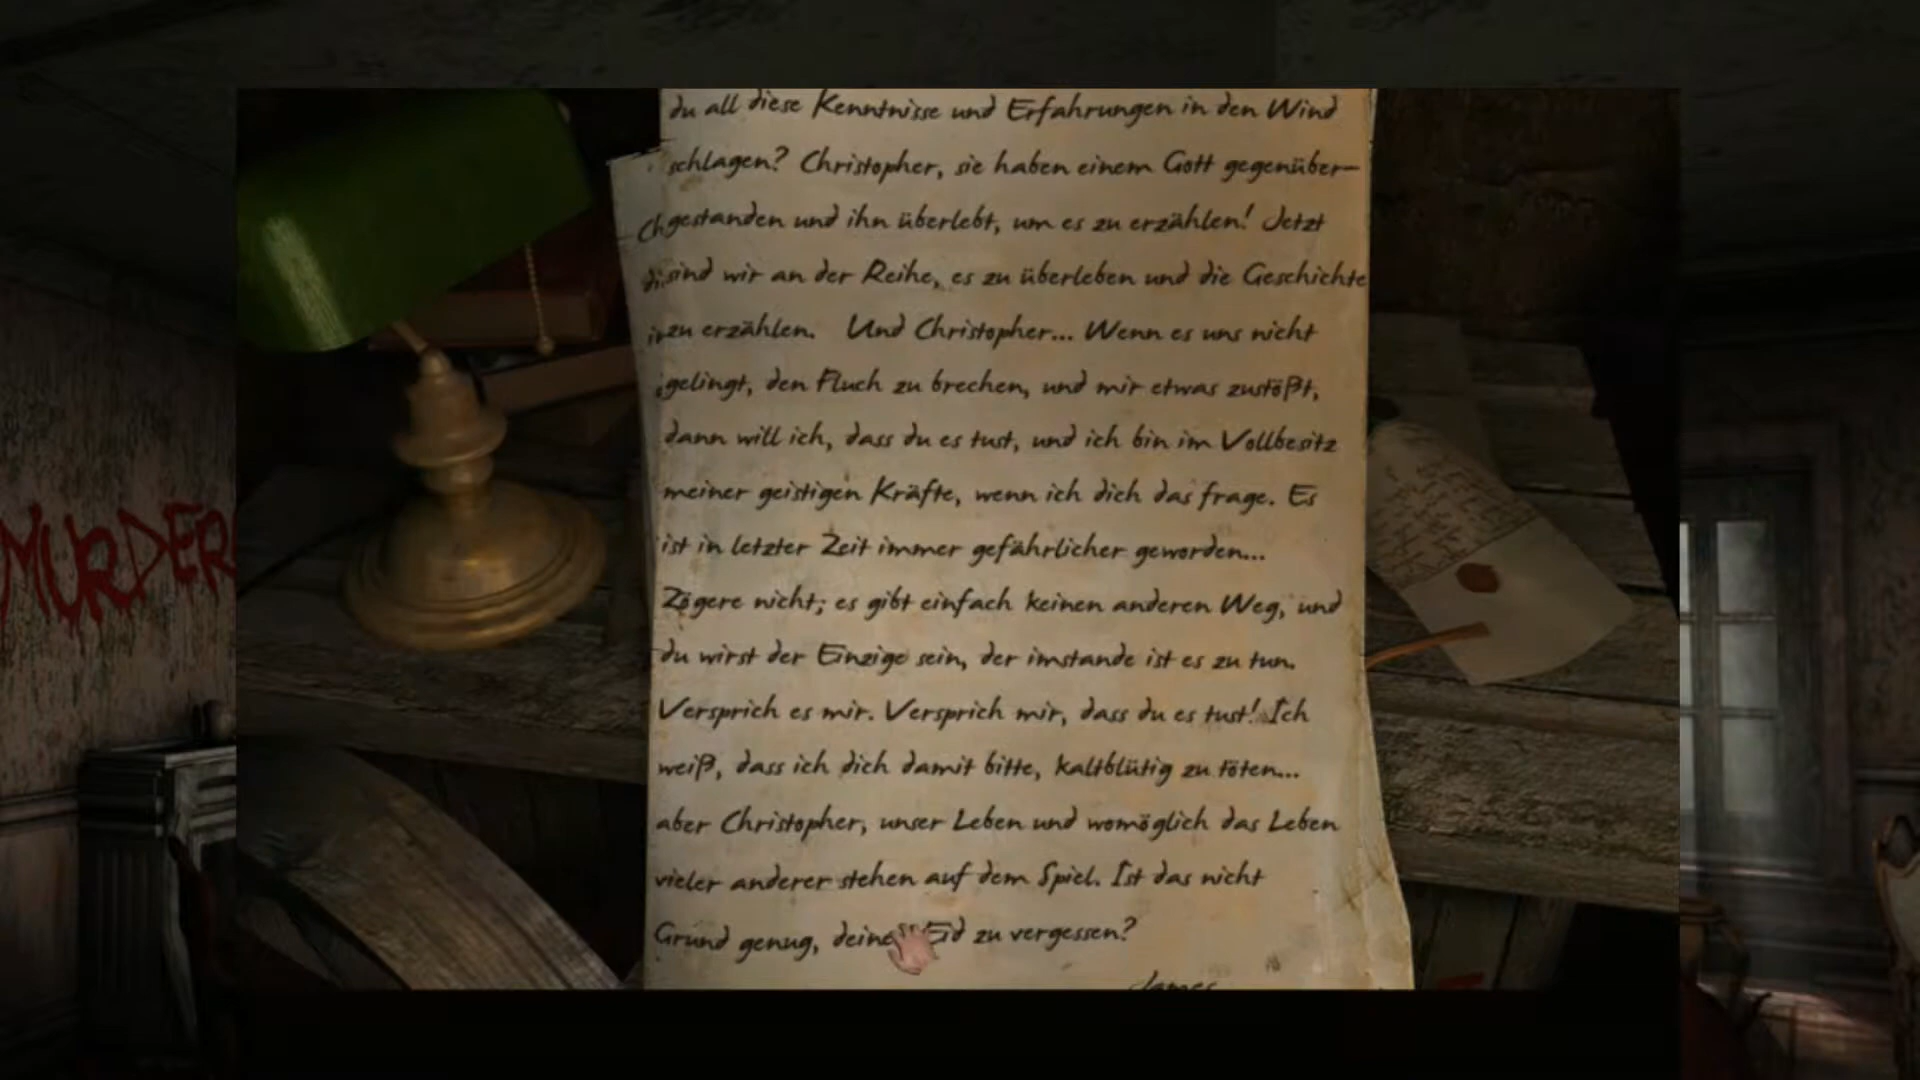 du all diese Kenntnisse und Erfahrungen in den Wind
schlagen? Christopher, sie haben einem Gott gegenüber-
gestanden und ihn überlebt, um es zu erzählen! Jetzt
sind wir an der Reihe, es zu überleben und die Geschichte
zu erzählen. Und Christopher... Wenn es uns nicht
gelingt, den Fluch zu brechen, und mir etwas zustößt,
dann will ich, dass du es tust, und ich bin im Vollbesitz
meiner geistigen Kräfte, wenn ich dich das frage. Es
ist in letzter Zeit immer gefährlicher geworden...
Zögere nicht; es gibt einfach keinen anderen Weg, und
du wirst der Einzige sein, der imstande ist es zu tun.
Versprich es mir. Versprich mir, dass du es tust! Ich
weiß, dass ich dich damit bitte, kaltblütig zu töten...
aber Christopher, unser Leben und womöglich das Leben
vieler anderer stehen auf dem Spiel. Ist das nicht
Grund genug, deinen Eid zu vergessen?
James
MURDER